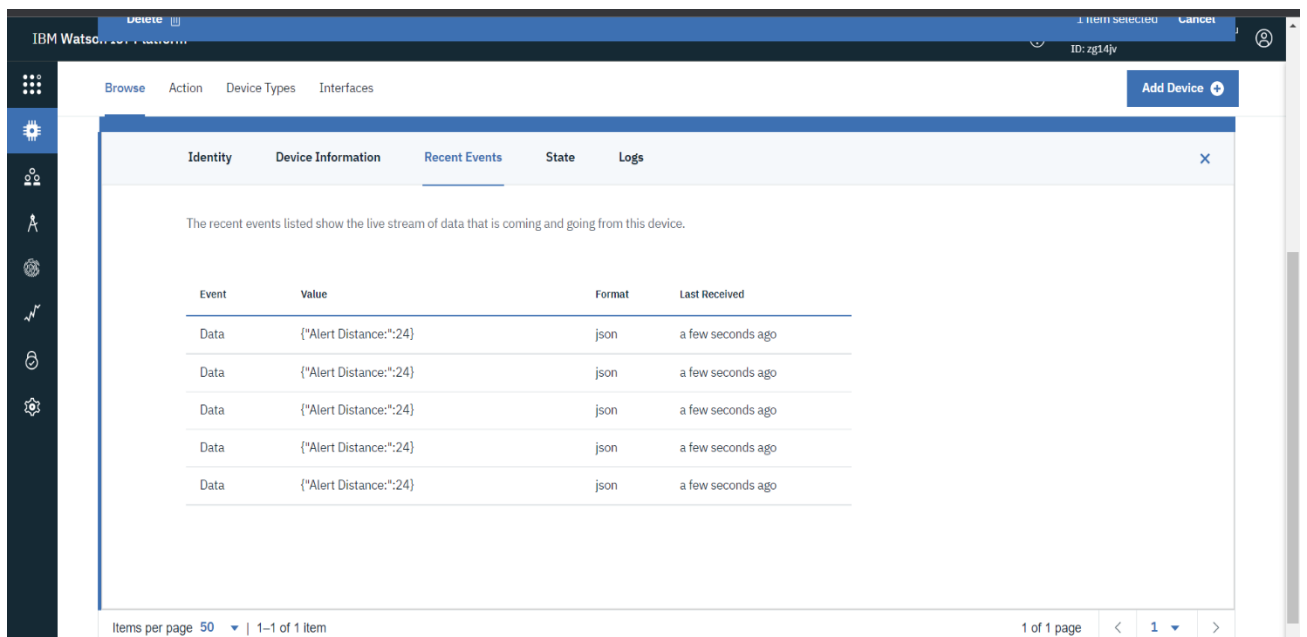 Delete 1 item selected Cancel
IBM Watson IoT Platform
ID: zg14jv
Browse Action Device Types Interfaces Add Device
Identity Device Information Recent Events State Logs
The recent events listed show the live stream of data that is coming and going from this device.
Event Value Format Last Received
Data {"Alert Distance:":24} json a few seconds ago
Data {"Alert Distance:":24} json a few seconds ago
Data {"Alert Distance:":24} json a few seconds ago
Data {"Alert Distance:":24} json a few seconds ago
Data {"Alert Distance:":24} json a few seconds ago
Items per page 50 | 1–1 of 1 item 1 of 1 page 1